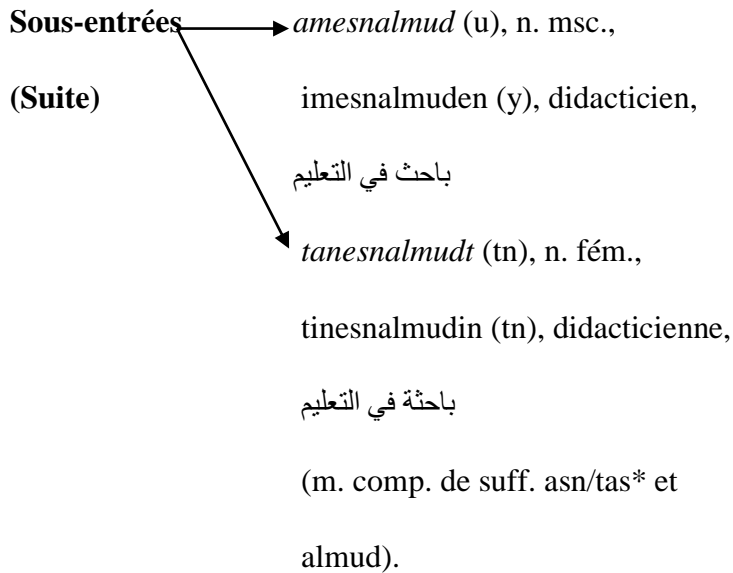 Sous-entrées amesnalmud (u), n. msc.,
(Suite) imesnalmuden (y), didacticien,
باحث في التعليم
tanesnalmudt (tn), n. fém.,
tinesnalmudin (tn), didacticienne,
باحثة في التعليم
(m. comp. de suff. asn/tas* et
almud).